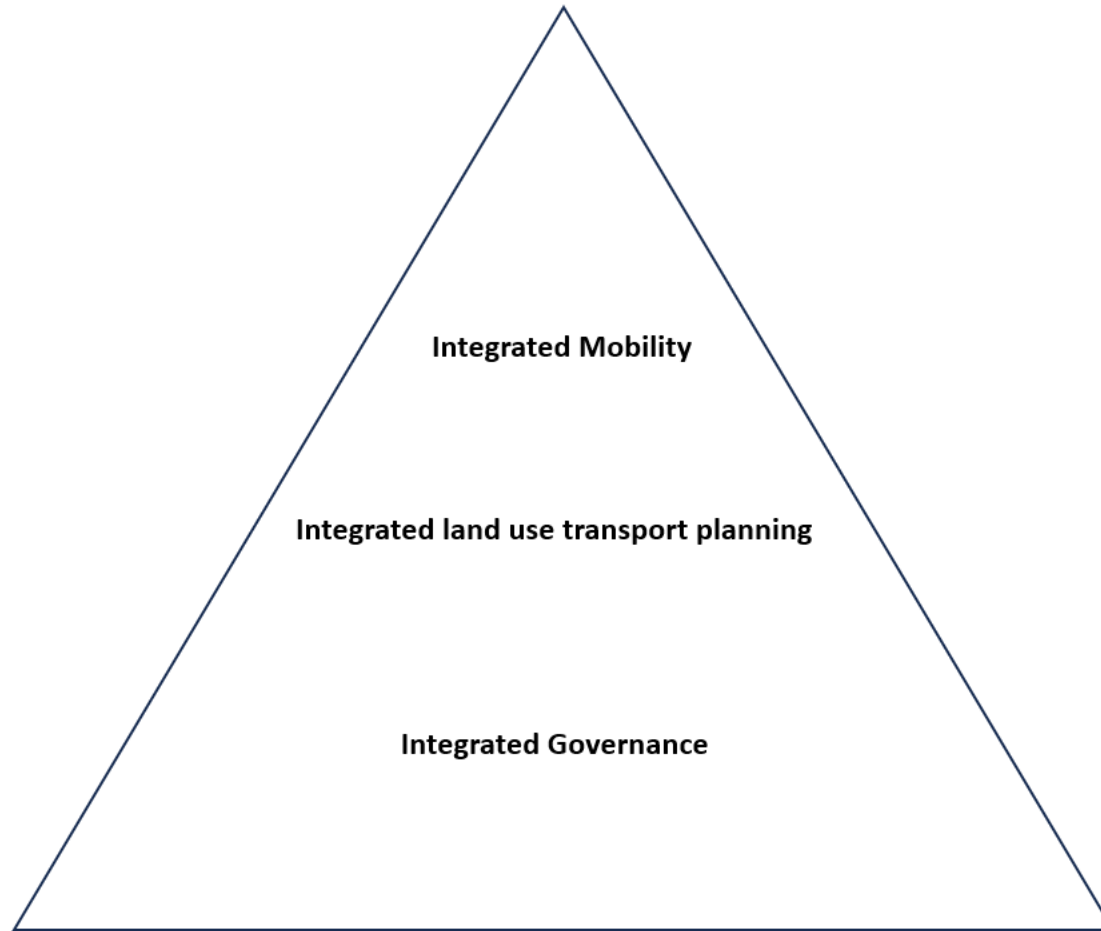 Integrated Mobility
Integrated land use transport planning
Integrated Governance